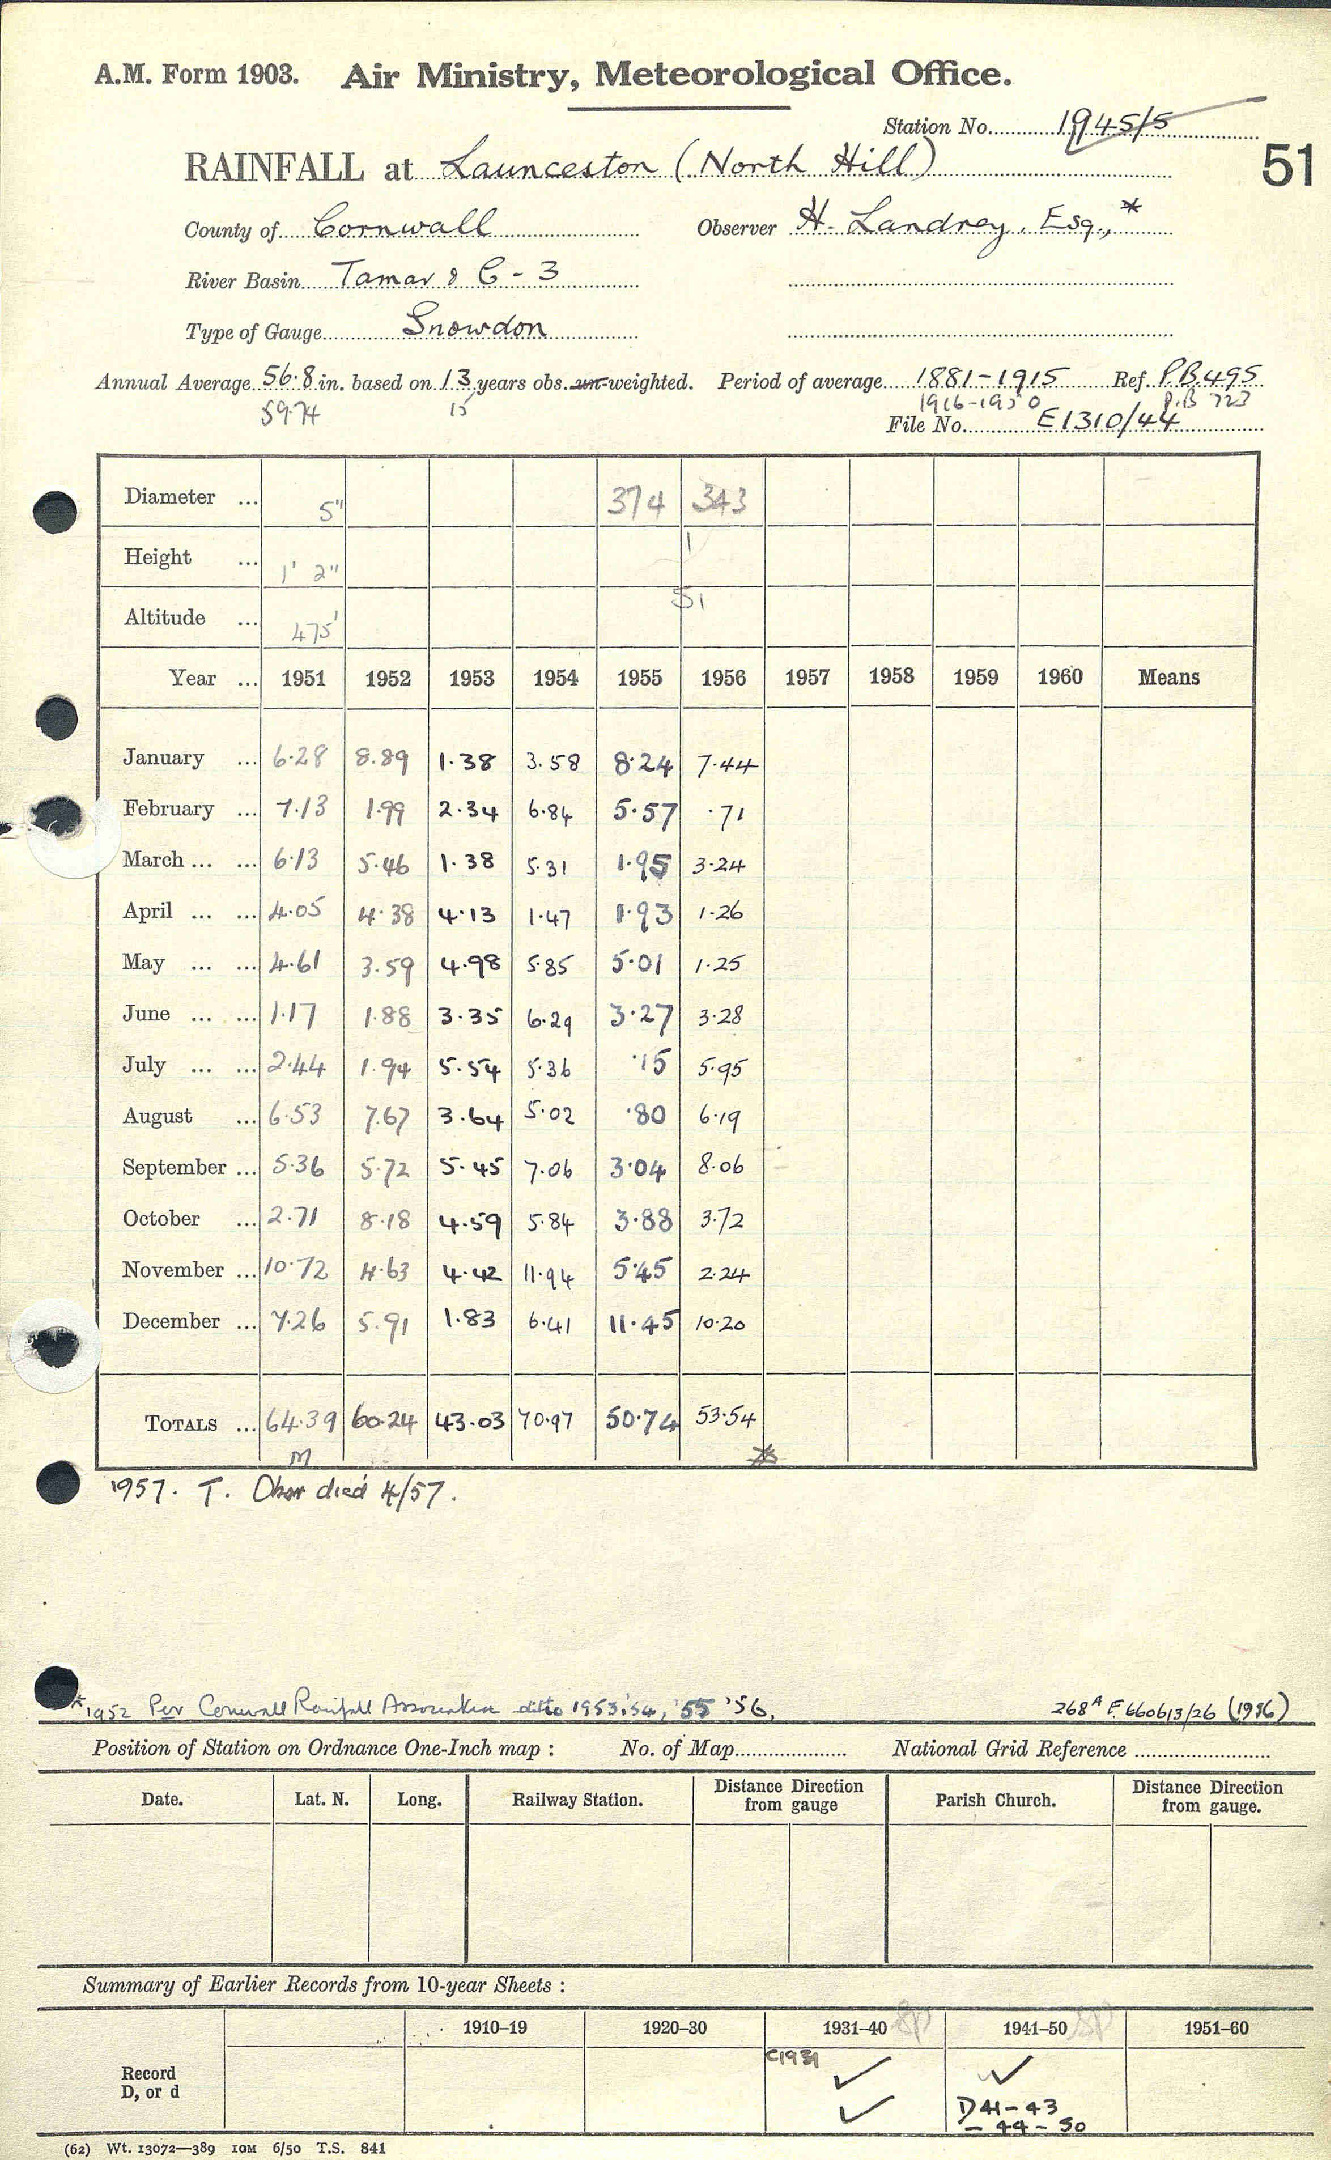 A.M. Form 1903. Air Ministry, Meteorological Office.
Station No. 1945/5
51
RAINFALL at Launceston (North Hill)
County of Cornwall Observer H. Landrey, Esq., *
River Basin Tamar & C - 3
Type of Gauge Snowdon
Annual Average 56.8 in. based on 13 years obs. un-weighted. Period of average 1881-1915 Ref. P.B.495
59.74 15 1916-1950 P.B 723
File No. E1310/44
Diameter ... 5" 374 343
Height ... 1' 2" 1
Altitude ... 475' 51
Year ... 1951 1952 1953 1954 1955 1956 1957 1958 1959 1960 Means
January ... 6.28 8.89 1.38 3.58 8.24 7.44
February ... 7.13 1.99 2.34 6.84 5.57 .71
March ... ... 6.13 5.46 1.38 5.31 1.95 3.24
April ... ... 4.05 4.38 4.13 1.47 1.93 1.26
May ... ... 4.61 3.59 4.98 5.85 5.01 1.25
June ... ... 1.17 1.88 3.35 6.29 3.27 3.28
July ... ... 2.44 1.94 5.54 5.36 .15 5.95
August ... 6.53 7.67 3.64 5.02 .80 6.19
September ... 5.36 5.72 5.45 7.06 3.04 8.06
October ... 2.71 8.18 4.59 5.84 3.88 3.72
November ... 10.72 4.63 4.42 11.94 5.45 2.24
December ... 7.26 5.91 1.83 6.41 11.45 10.20
TOTALS ... 64.39 60.24 43.03 70.97 50.74 53.54
m *
1957. T. Obsr died 4/57.
*1952 Per Cornwall Rainfall Association ditto 1953, '54, '55 '56.
268A F. 660613/26 (1956)
Position of Station on Ordnance One-Inch map : No. of Map National Grid Reference
Date. Lat. N. Long. Railway Station. Distance Direction from gauge Parish Church. Distance Direction from gauge.
Summary of Earlier Records from 10-year Sheets :
1910–19 1920–30 1931–40 1941–50 1951–60
Record C1931 ✓ ✓
D, or d ✓ D 41-43
- 44-50
(62) Wt. 13072—389 10M 6/50 T.S. 841